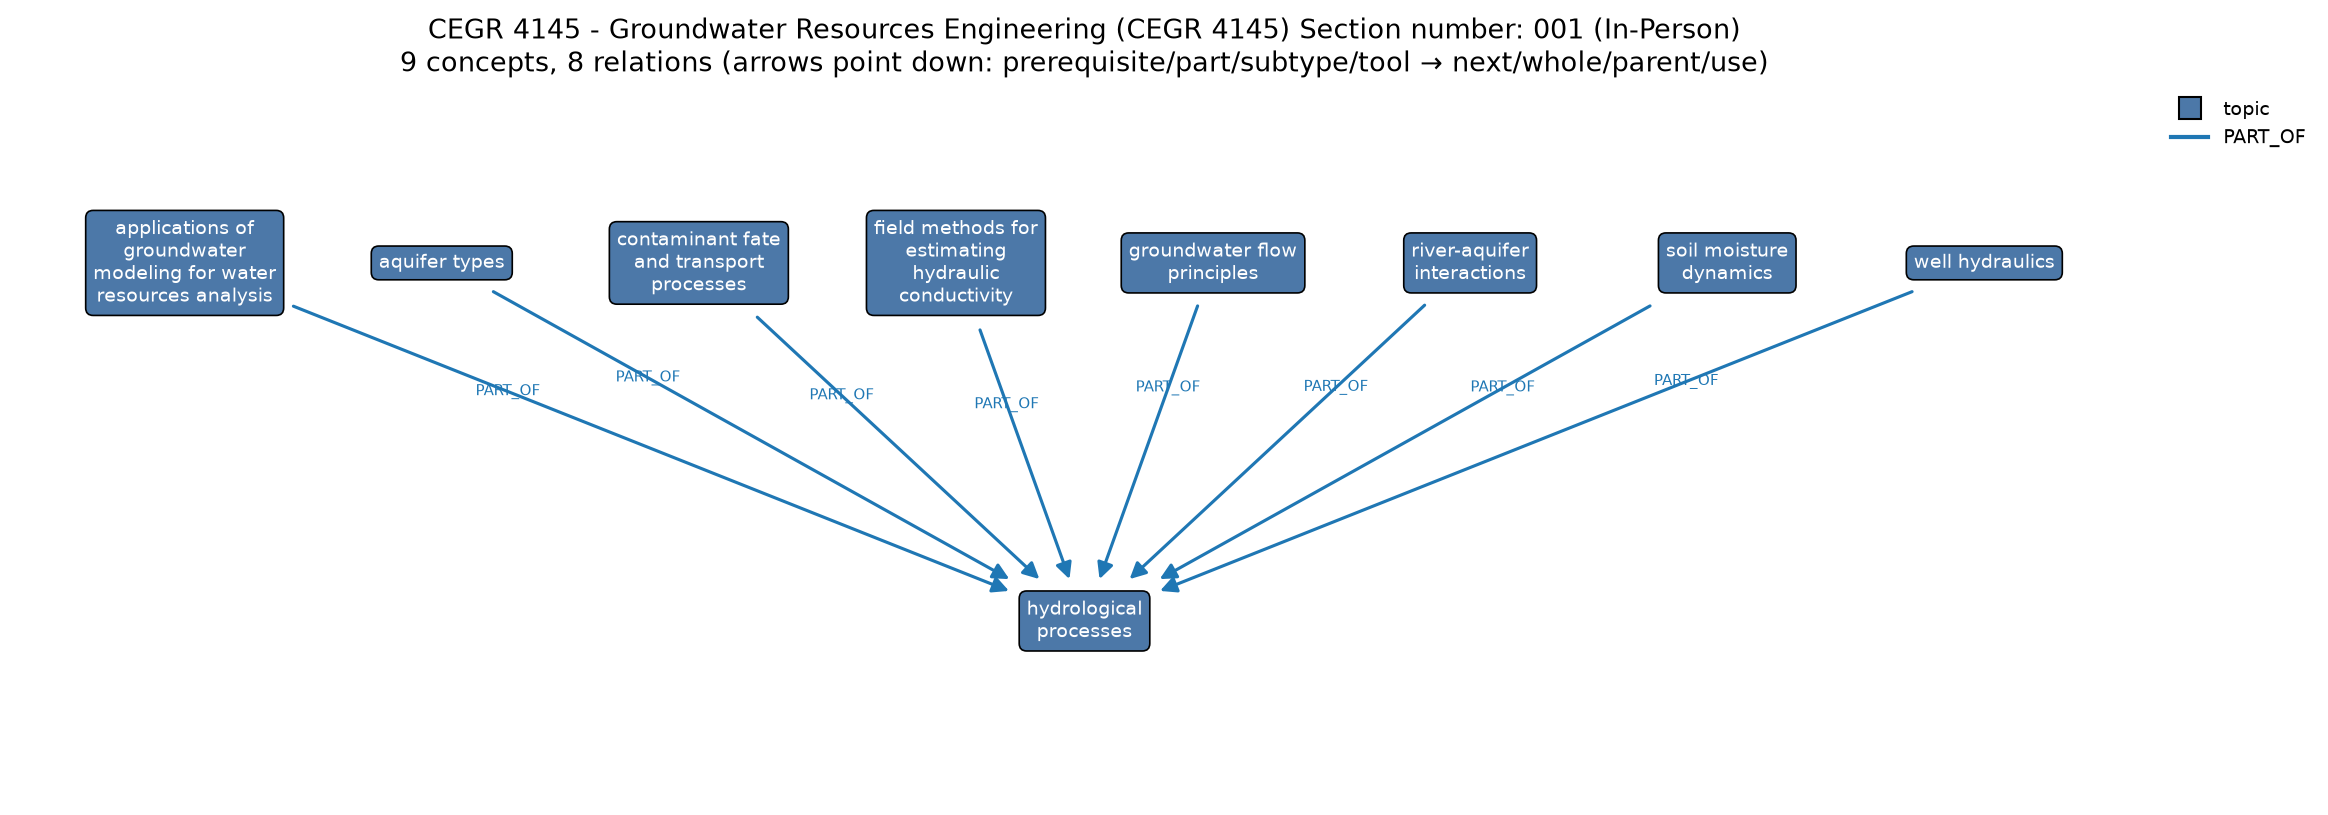 CEGR 4145 - Groundwater Resources Engineering (CEGR 4145) Section number: 001 (In-Person)
9 concepts, 8 relations (arrows point down: prerequisite/part/subtype/tool → next/whole/parent/use)
topic
PART_OF
applications of
groundwater
modeling for water
resources analysis
aquifer types
contaminant fate
and transport
processes
field methods for
estimating
hydraulic
conductivity
groundwater flow
principles
river-aquifer
interactions
soil moisture
dynamics
well hydraulics
PART_OF
PART_OF
PART_OF
PART_OF
PART_OF
PART_OF
PART_OF
PART_OF
hydrological
processes